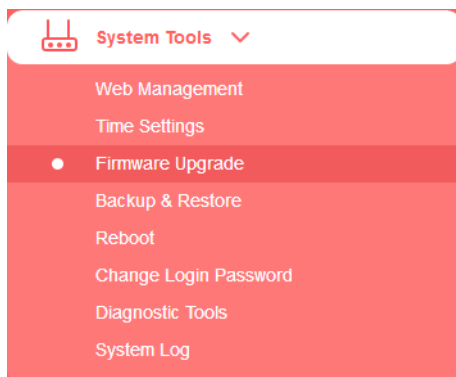 System Tools
Web Management
Time Settings
Firmware Upgrade
Backup & Restore
Reboot
Change Login Password
Diagnostic Tools
System Log